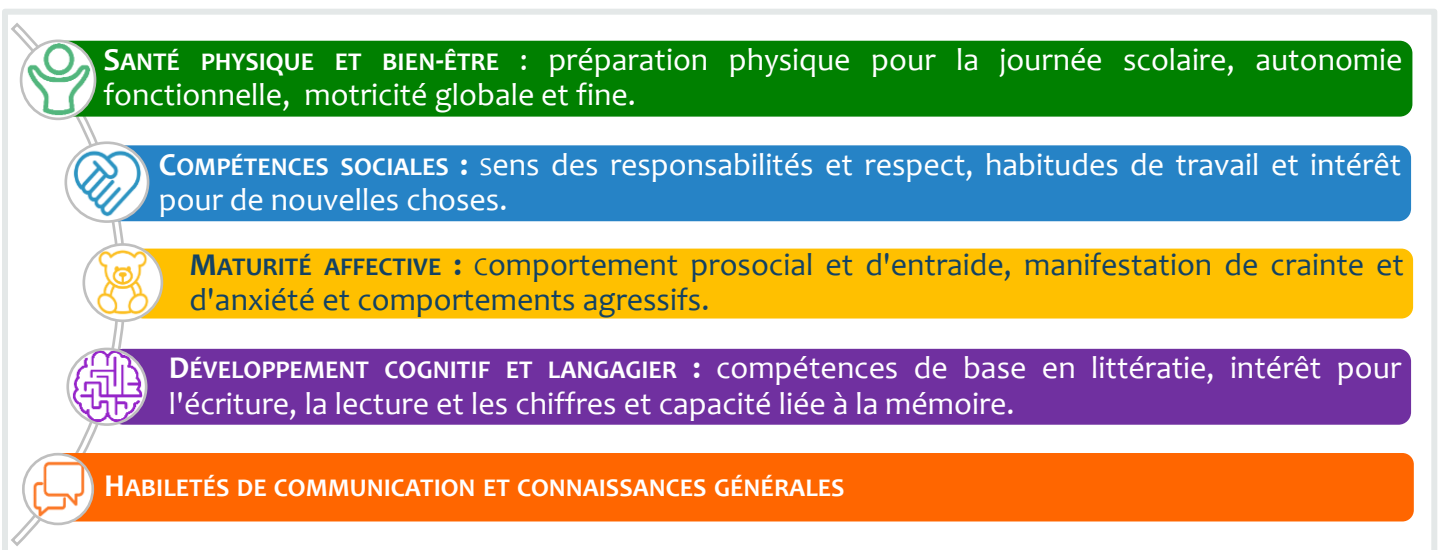 SANTÉ PHYSIQUE ET BIEN-ÊTRE : préparation physique pour la journée scolaire, autonomie
fonctionnelle, motricité globale et fine.
COMPÉTENCES SOCIALES : sens des responsabilités et respect, habitudes de travail et intérêt
pour de nouvelles choses.
MATURITÉ AFFECTIVE : comportement prosocial et d'entraide, manifestation de crainte et
d'anxiété et comportements agressifs.
DÉVELOPPEMENT COGNITIF ET LANGAGIER : compétences de base en littératie, intérêt pour
l'écriture, la lecture et les chiffres et capacité liée à la mémoire.
HABILETÉS DE COMMUNICATION ET CONNAISSANCES GÉNÉRALES